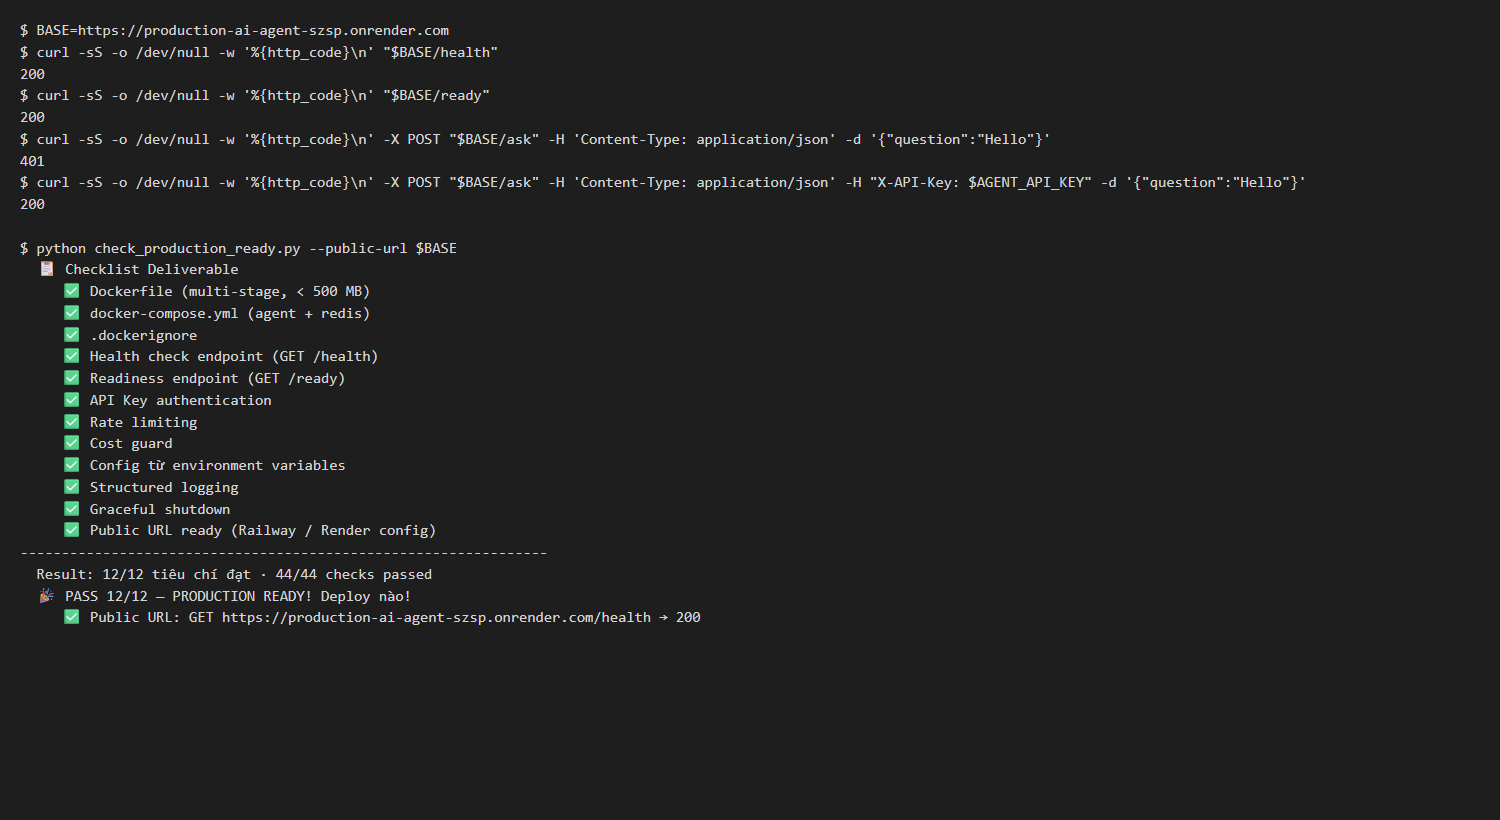 $ BASE=https://production-ai-agent-szsp.onrender.com
$ curl -sS -o /dev/null -w '%{http_code}\n' "$BASE/health"
200
$ curl -sS -o /dev/null -w '%{http_code}\n' "$BASE/ready"
200
$ curl -sS -o /dev/null -w '%{http_code}\n' -X POST "$BASE/ask" -H 'Content-Type: application/json' -d '{"question":"Hello"}'
401
$ curl -sS -o /dev/null -w '%{http_code}\n' -X POST "$BASE/ask" -H 'Content-Type: application/json' -H "X-API-Key: $AGENT_API_KEY" -d '{"question":"Hello"}'
200
$ python check_production_ready.py --public-url $BASE
📋 Checklist Deliverable
✅ Dockerfile (multi-stage, < 500 MB)
✅ docker-compose.yml (agent + redis)
✅ .dockerignore
✅ Health check endpoint (GET /health)
✅ Readiness endpoint (GET /ready)
✅ API Key authentication
✅ Rate limiting
✅ Cost guard
✅ Config từ environment variables
✅ Structured logging
✅ Graceful shutdown
✅ Public URL ready (Railway / Render config)
----------------------------------------------------------------
Result: 12/12 tiêu chí đạt · 44/44 checks passed
🎉 PASS 12/12 — PRODUCTION READY! Deploy nào!
✅ Public URL: GET https://production-ai-agent-szsp.onrender.com/health → 200